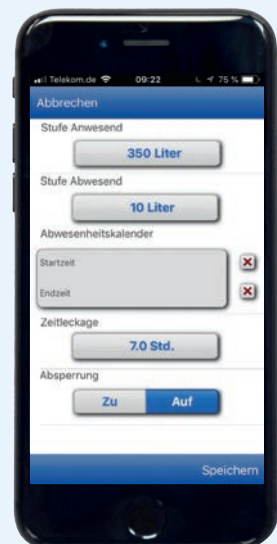 Telekom.de 09:22 75 %
Abbrechen
Stufe Anwesend
350 Liter
Stufe Abwesend
10 Liter
Abwesenheitskalender
Startzeit
Endzeit
Zeitleckage
7.0 Std.
Absperrung
Zu Auf
Speichern